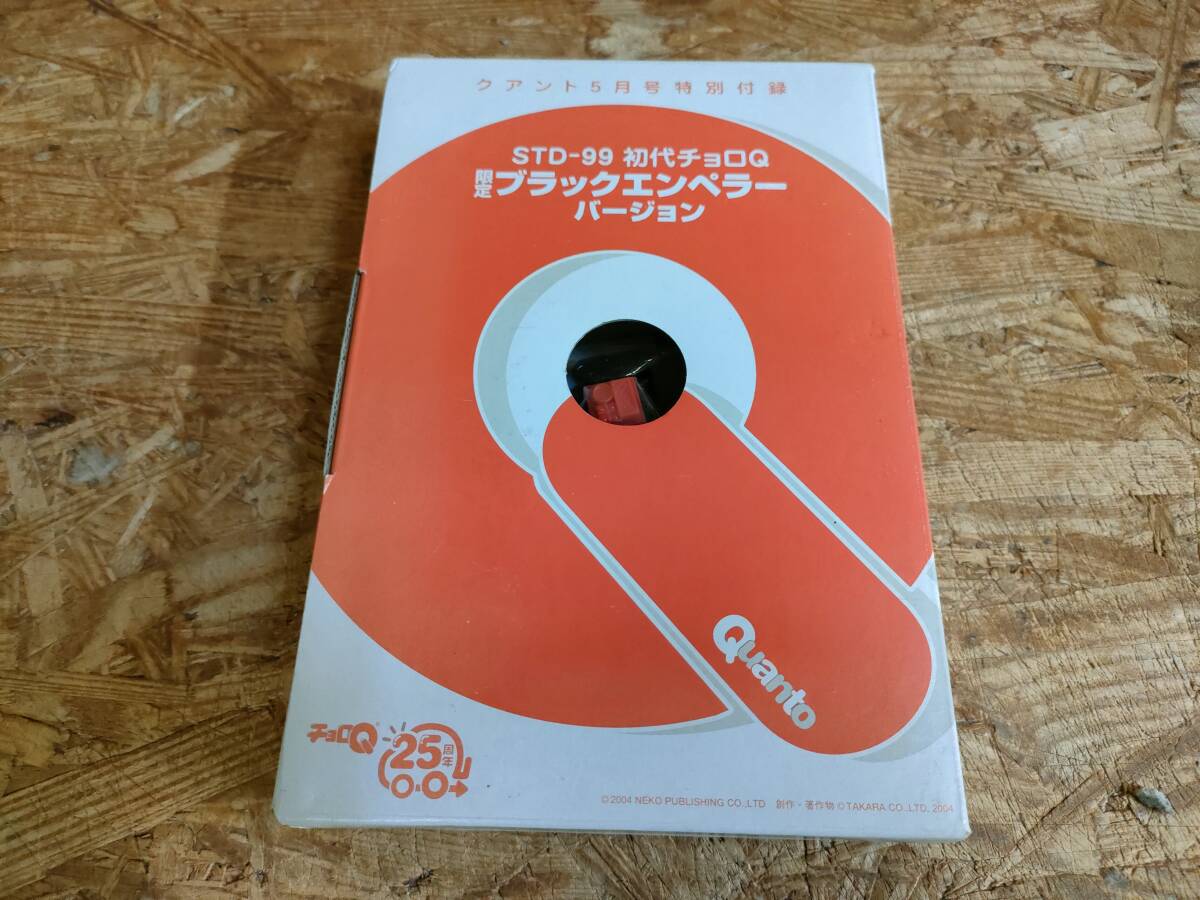 クアント5月号特別付録
STD-99 初代チョロQ
限定ブラックエンペラー
バージョン
Quanto
チョロQ 25周年
©2004 NEKO PUBLISHING CO.,LTD 創作・著作物 ©TAKARA CO.,LTD. 2004